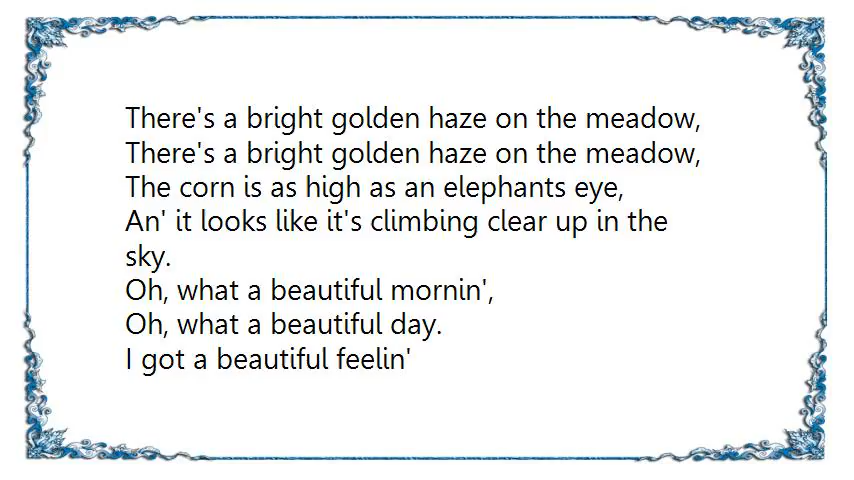 There's a bright golden haze on the meadow,
There's a bright golden haze on the meadow,
The corn is as high as an elephants eye,
An' it looks like it's climbing clear up in the
sky.
Oh, what a beautiful mornin',
Oh, what a beautiful day.
I got a beautiful feelin'